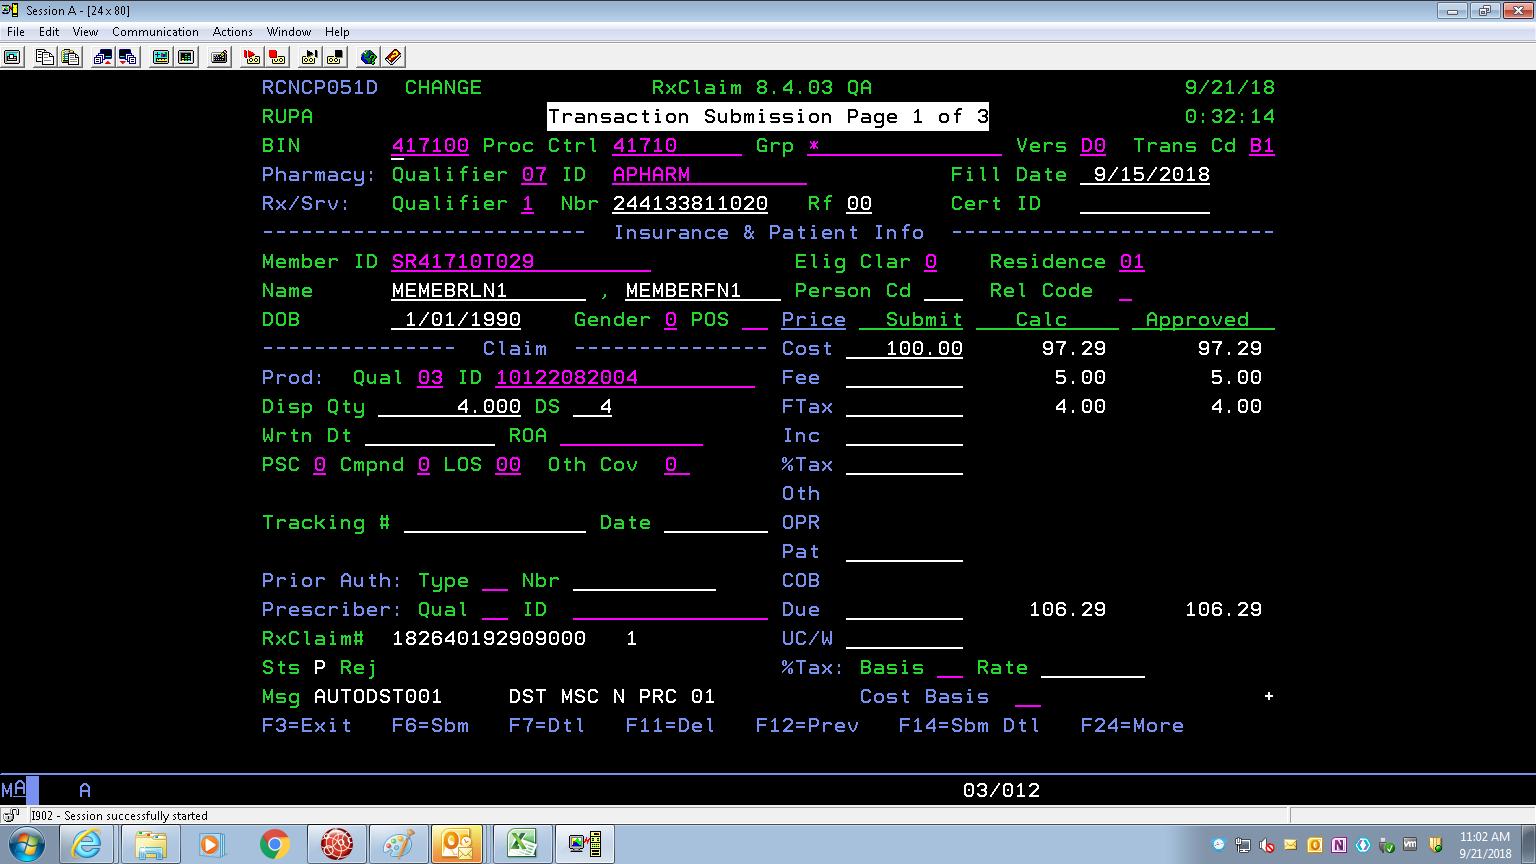 Session A - [24 x 80]
File Edit View Communication Actions Window Help
RCNCP051D CHANGE RxClaim 8.4.03 QA 9/21/18
RUPA Transaction Submission Page 1 of 3 0:32:14
BIN 417100 Proc Ctrl 41710 Grp * Vers D0 Trans Cd B1
Pharmacy: Qualifier 07 ID APHARM Fill Date 9/15/2018
Rx/Srv: Qualifier 1 Nbr 244133811020 Rf 00 Cert ID
------------------------- Insurance & Patient Info -------------------------
Member ID SR41710T029 Elig Clar 0 Residence 01
Name MEMEBRLN1 , MEMBERFN1 Person Cd Rel Code
DOB 1/01/1990 Gender 0 POS Price Submit Calc Approved
--------------- Claim --------------- Cost 100.00 97.29 97.29
Prod: Qual 03 ID 10122082004 Fee 5.00 5.00
Disp Qty 4.000 DS 4 FTax 4.00 4.00
Wrtn Dt ROA Inc
PSC 0 Cmpnd 0 LOS 00 Oth Cov 0 %Tax
Oth
Tracking # Date OPR
Pat
Prior Auth: Type Nbr COB
Prescriber: Qual ID Due 106.29 106.29
RxClaim# 182640192909000 1 UC/W
Sts P Rej %Tax: Basis Rate
Msg AUTODST001 DST MSC N PRC 01 Cost Basis +
F3=Exit F6=Sbm F7=Dtl F11=Del F12=Prev F14=Sbm Dtl F24=More
MA A 03/012
I902 - Session successfully started
11:02 AM
9/21/2018